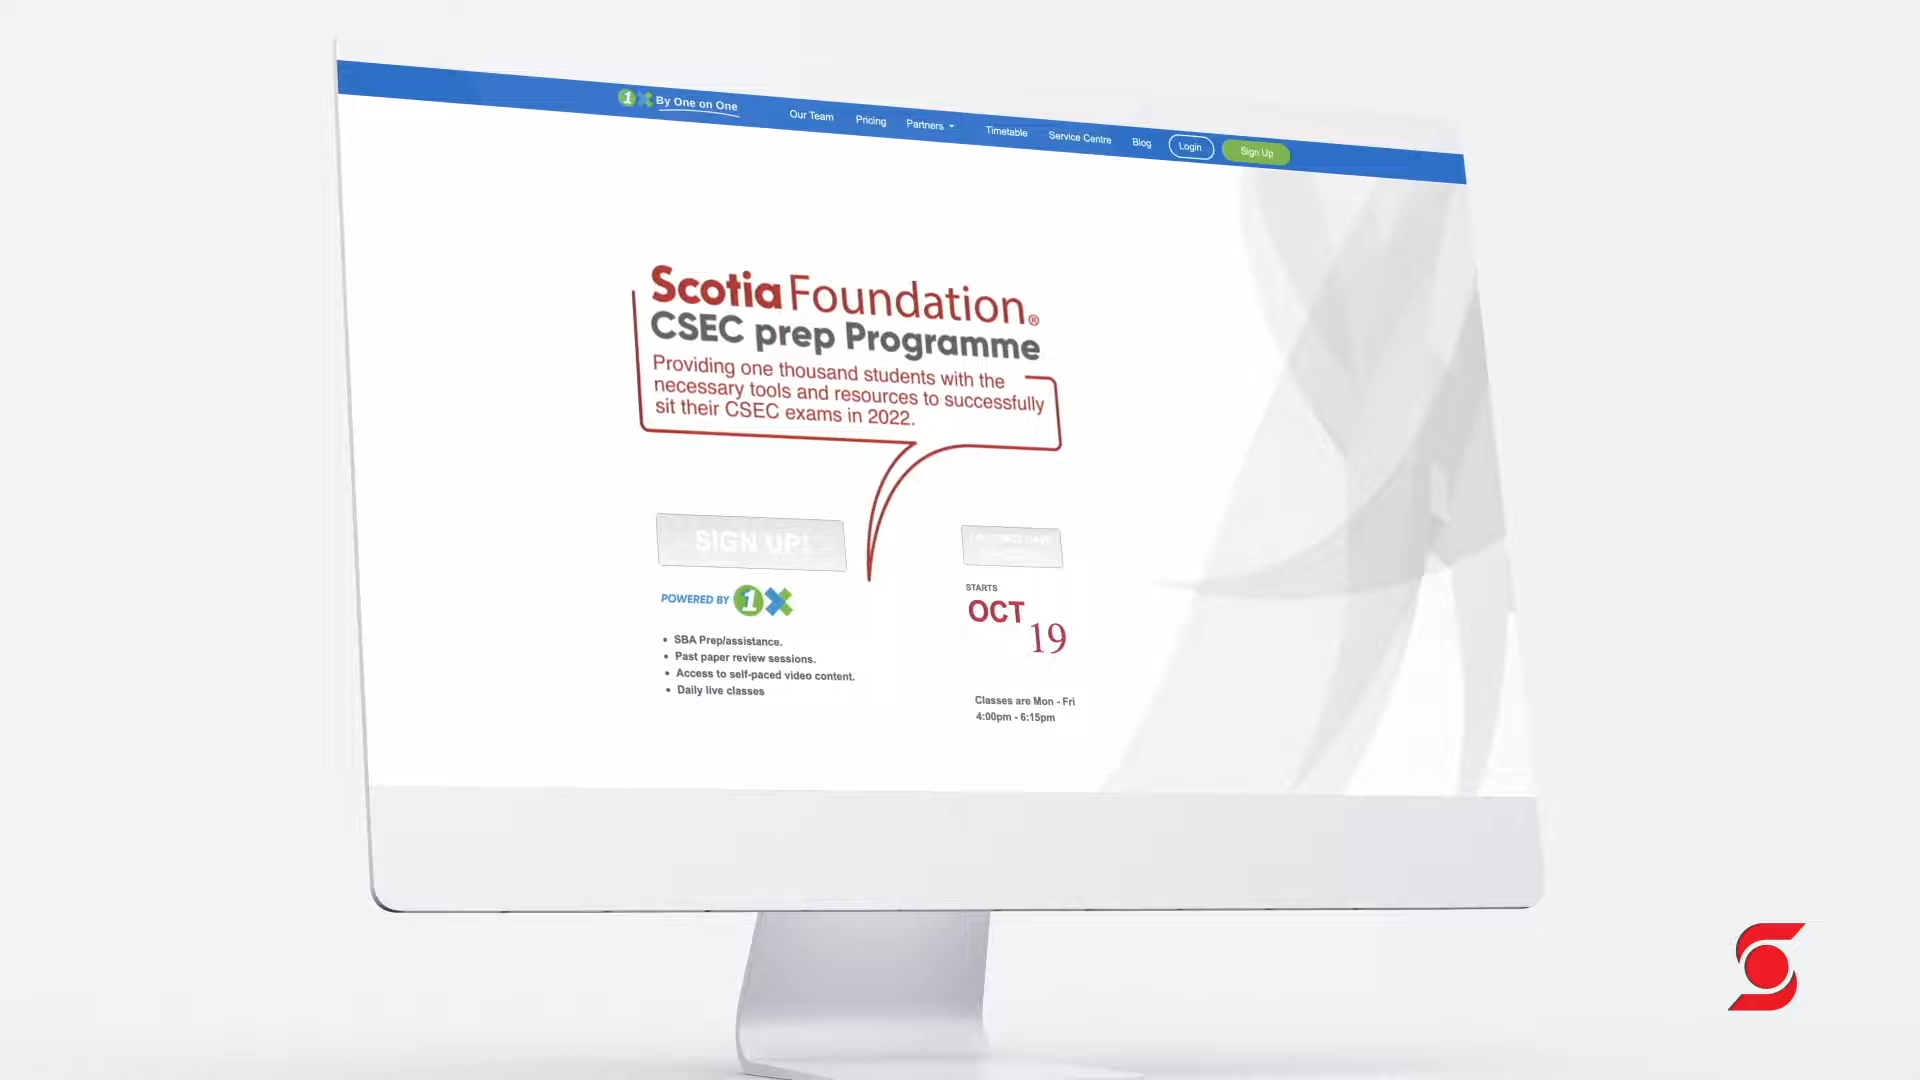 1X By One on One
Our Team
Pricing
Partners
Timetable
Service Centre
Blog
Login
Sign Up
Scotia Foundation®
CSEC prep Programme
Providing one thousand students with the
necessary tools and resources to successfully
sit their CSEC exams in 2022.
SIGN UP!
POWERED BY 1X
• SBA Prep/assistance.
• Past paper review sessions.
• Access to self-paced video content.
• Daily live classes
STARTS
OCT
19
Classes are Mon - Fri
4:00pm - 6:15pm